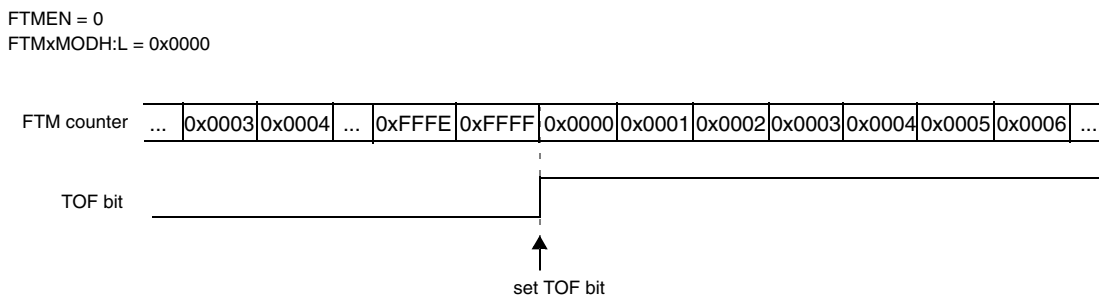 FTMEN = 0
FTMxMODH:L = 0x0000
FTM counter ... 0x0003 0x0004 ... 0xFFFE 0xFFFF 0x0000 0x0001 0x0002 0x0003 0x0004 0x0005 0x0006 ...
TOF bit
set TOF bit